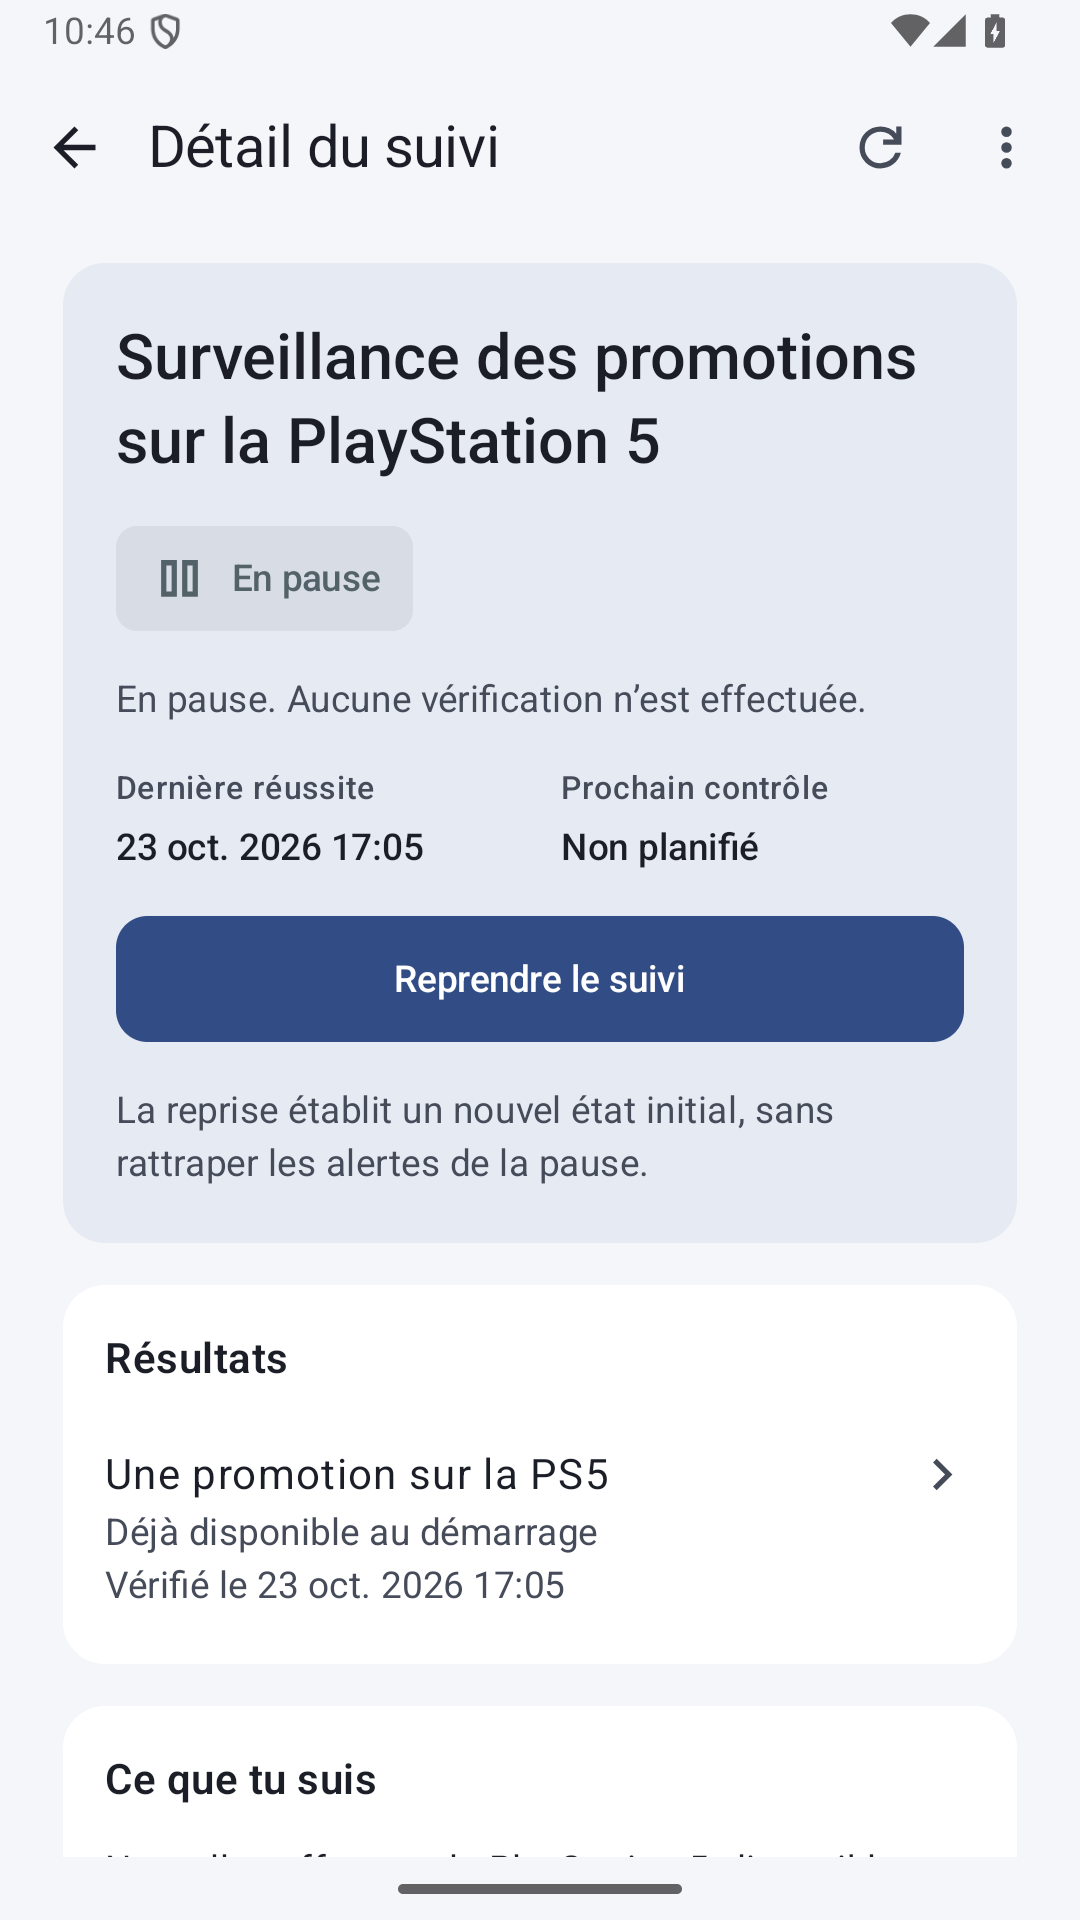 10:46
Détail du suivi
Surveillance des promotions
sur la PlayStation 5
En pause
En pause. Aucune vérification n’est effectuée.
Dernière réussite
23 oct. 2026 17:05
Prochain contrôle
Non planifié
Reprendre le suivi
La reprise établit un nouvel état initial, sans
rattraper les alertes de la pause.
Résultats
Une promotion sur la PS5
Déjà disponible au démarrage
Vérifié le 23 oct. 2026 17:05
Ce que tu suis